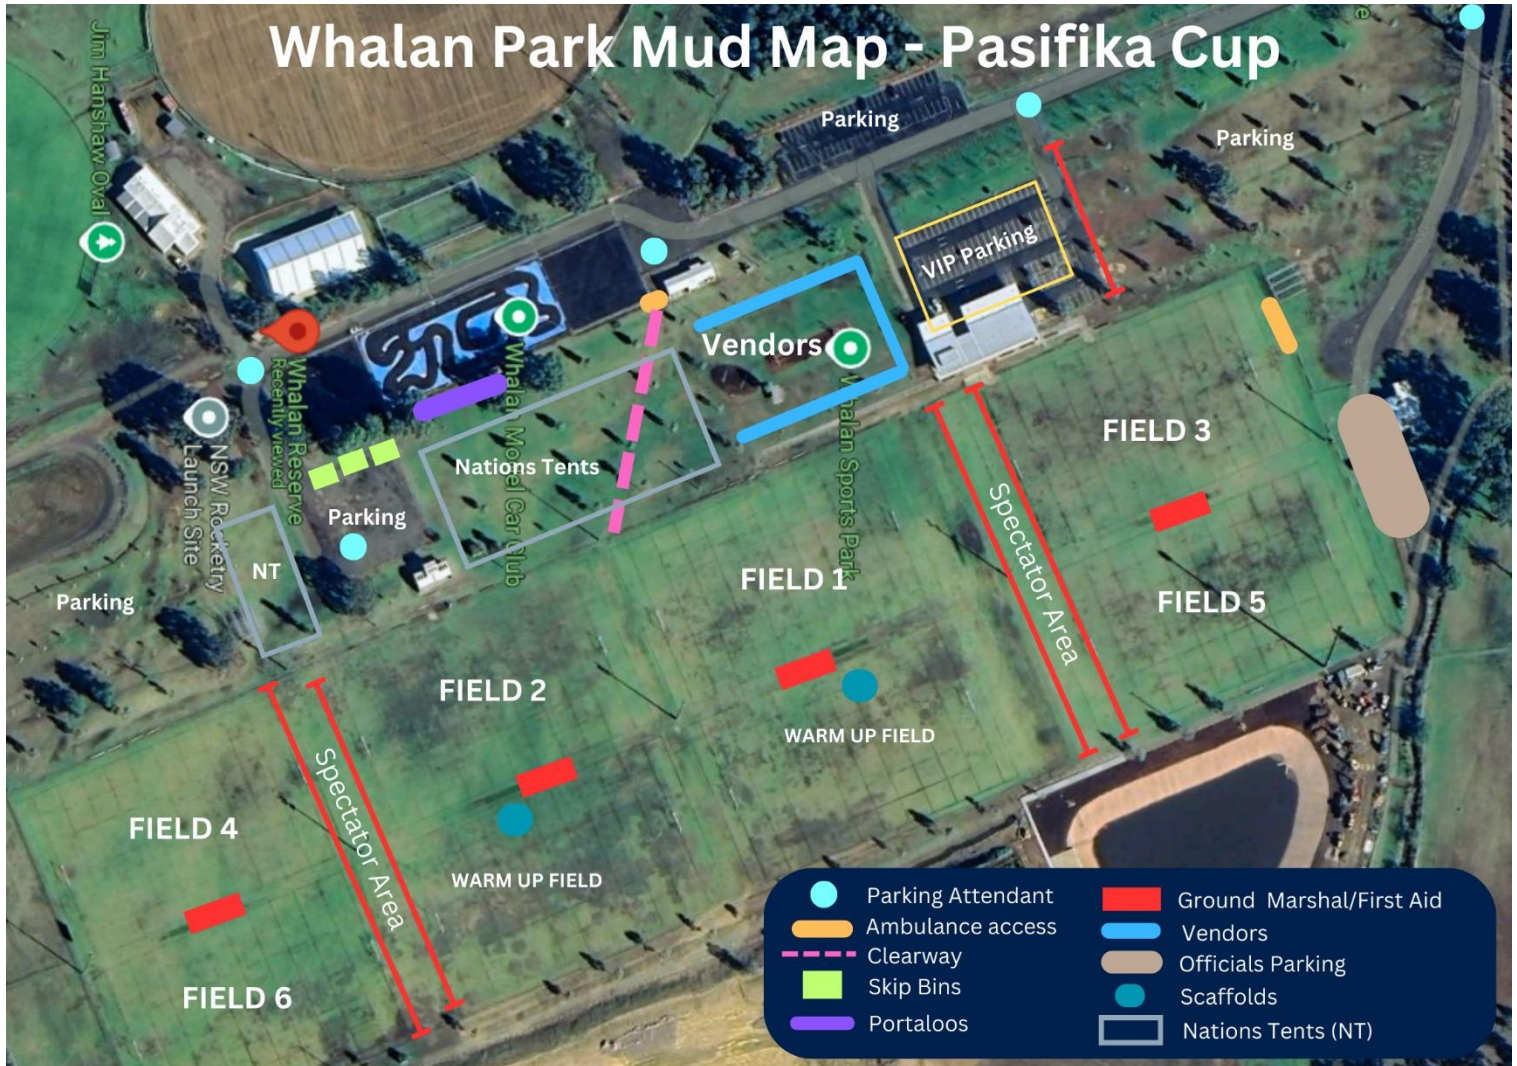 Whalan Park Mud Map - Pasifika Cup
Jim Hanshaw Oval
Parking
Parking
VIP Parking
Vendors
Whalan Reserve
Recently viewed
Whalan Model Car Club
Whalan Sports Park
NSW Rocketry
Launch Site
Nations Tents
Parking
NT
Parking
FIELD 3
Spectator Area
FIELD 1
FIELD 5
FIELD 2
WARM UP FIELD
Spectator Area
FIELD 4
WARM UP FIELD
FIELD 6
Parking Attendant
Ambulance access
Clearway
Skip Bins
Portaloos
Ground Marshal/First Aid
Vendors
Officials Parking
Scaffolds
Nations Tents (NT)